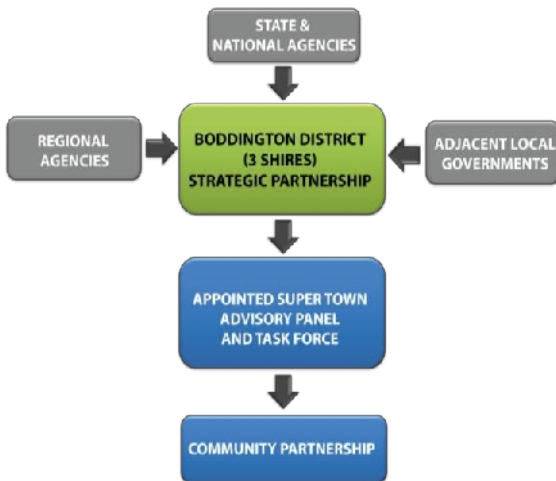 STATE &
NATIONAL AGENCIES
REGIONAL
AGENCIES
BODDINGTON DISTRICT
(3 SHIRES)
STRATEGIC PARTNERSHIP
ADJACENT LOCAL
GOVERNMENTS
APPOINTED SUPER TOWN
ADVISORY PANEL
AND TASK FORCE
COMMUNITY PARTNERSHIP